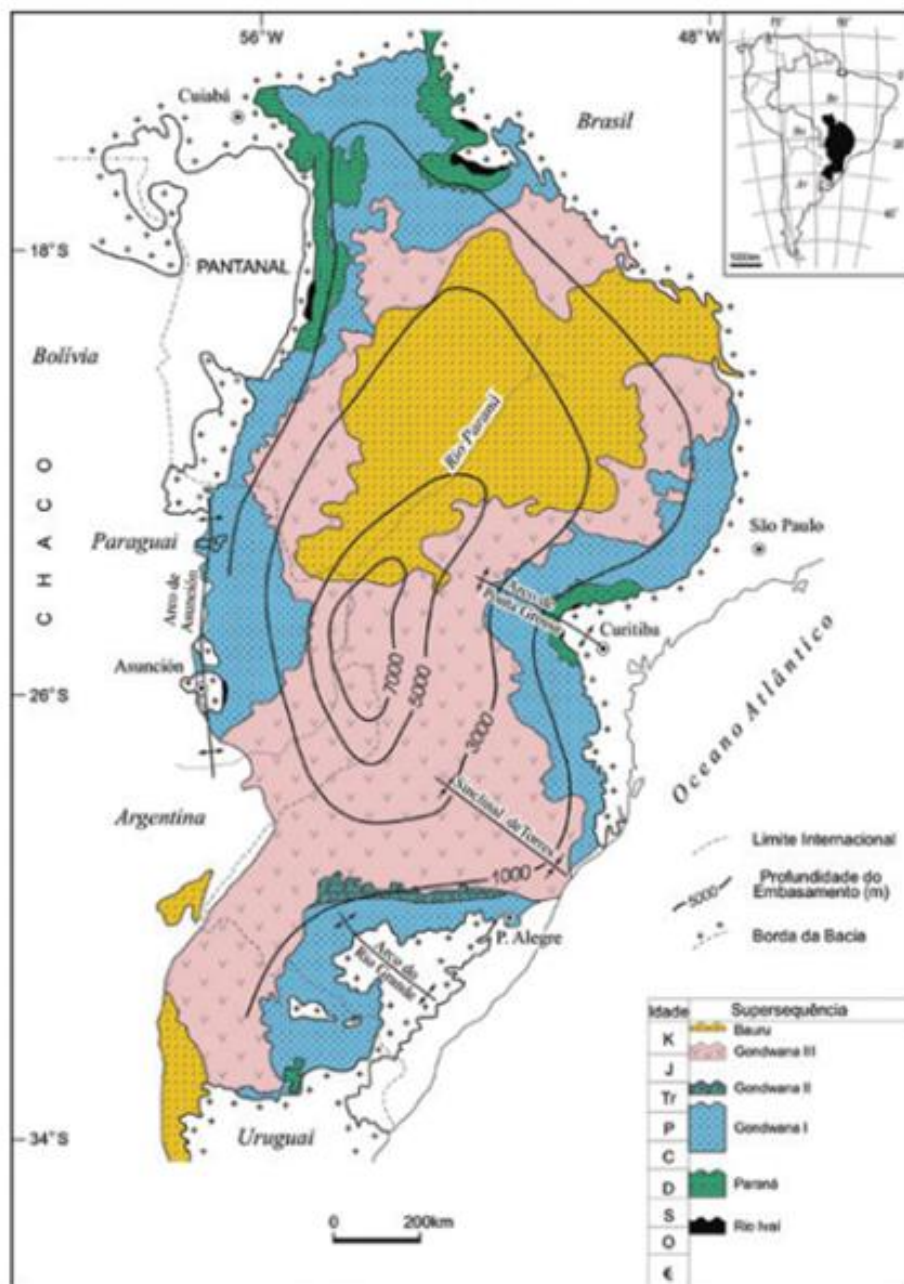 56° W
48° W
Cuiabá
Brasil
18° S
PANTANAL
Bolívia
Rio Paraná
CHACO
Paraguai
São Paulo
Arco de
Asunción
Arco de
Ponta Grossa
Curitiba
Asunción
7000
5000
3000
26° S
Oceano Atlântico
Argentina
Sinclinal de Torres
1000
P. Alegre
Arco do
Rio Grande
Limite Internacional
5000
Profundidade do
Embasamento (m)
Borda da Bacia
Idade
Supersequência
K
Bauru
Gondwana III
J
Gondwana II
Tr
P
Gondwana I
C
D
Paraná
S
Rio Ivaí
O
Є
34° S
Uruguai
0
200km
1000km